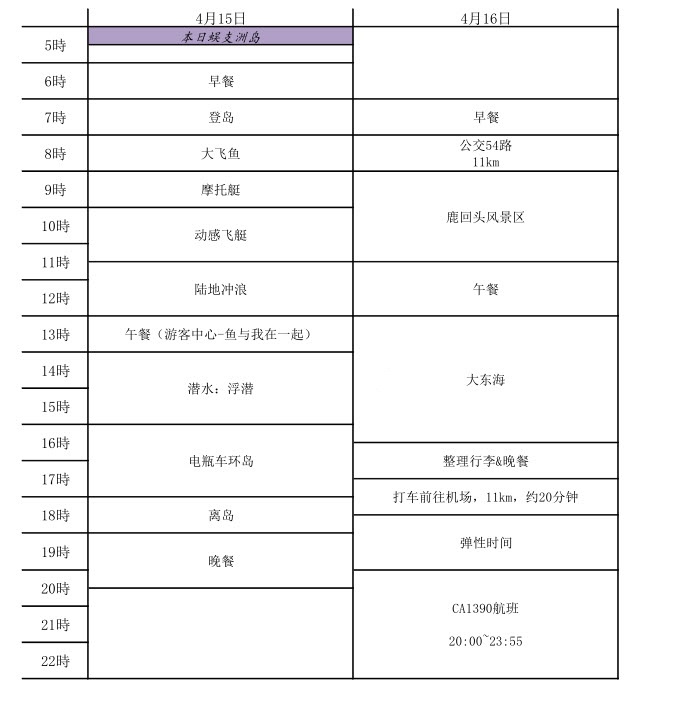 4月15日 4月16日
5時 本日蜈支洲岛
6時 早餐
7時 登岛 早餐
8時 大飞鱼 公交54路
11km
9時 摩托艇
鹿回头风景区
10時
动感飞艇
11時
陆地冲浪 午餐
12時
13時 午餐（游客中心-鱼与我在一起）
14時
大东海
潜水：浮潜
15時
16時
电瓶车环岛 整理行李&晚餐
17時
打车前往机场，11km，约20分钟
18時 离岛
弹性时间
19時
晚餐
20時
CA1390航班
21時
20:00~23:55
22時